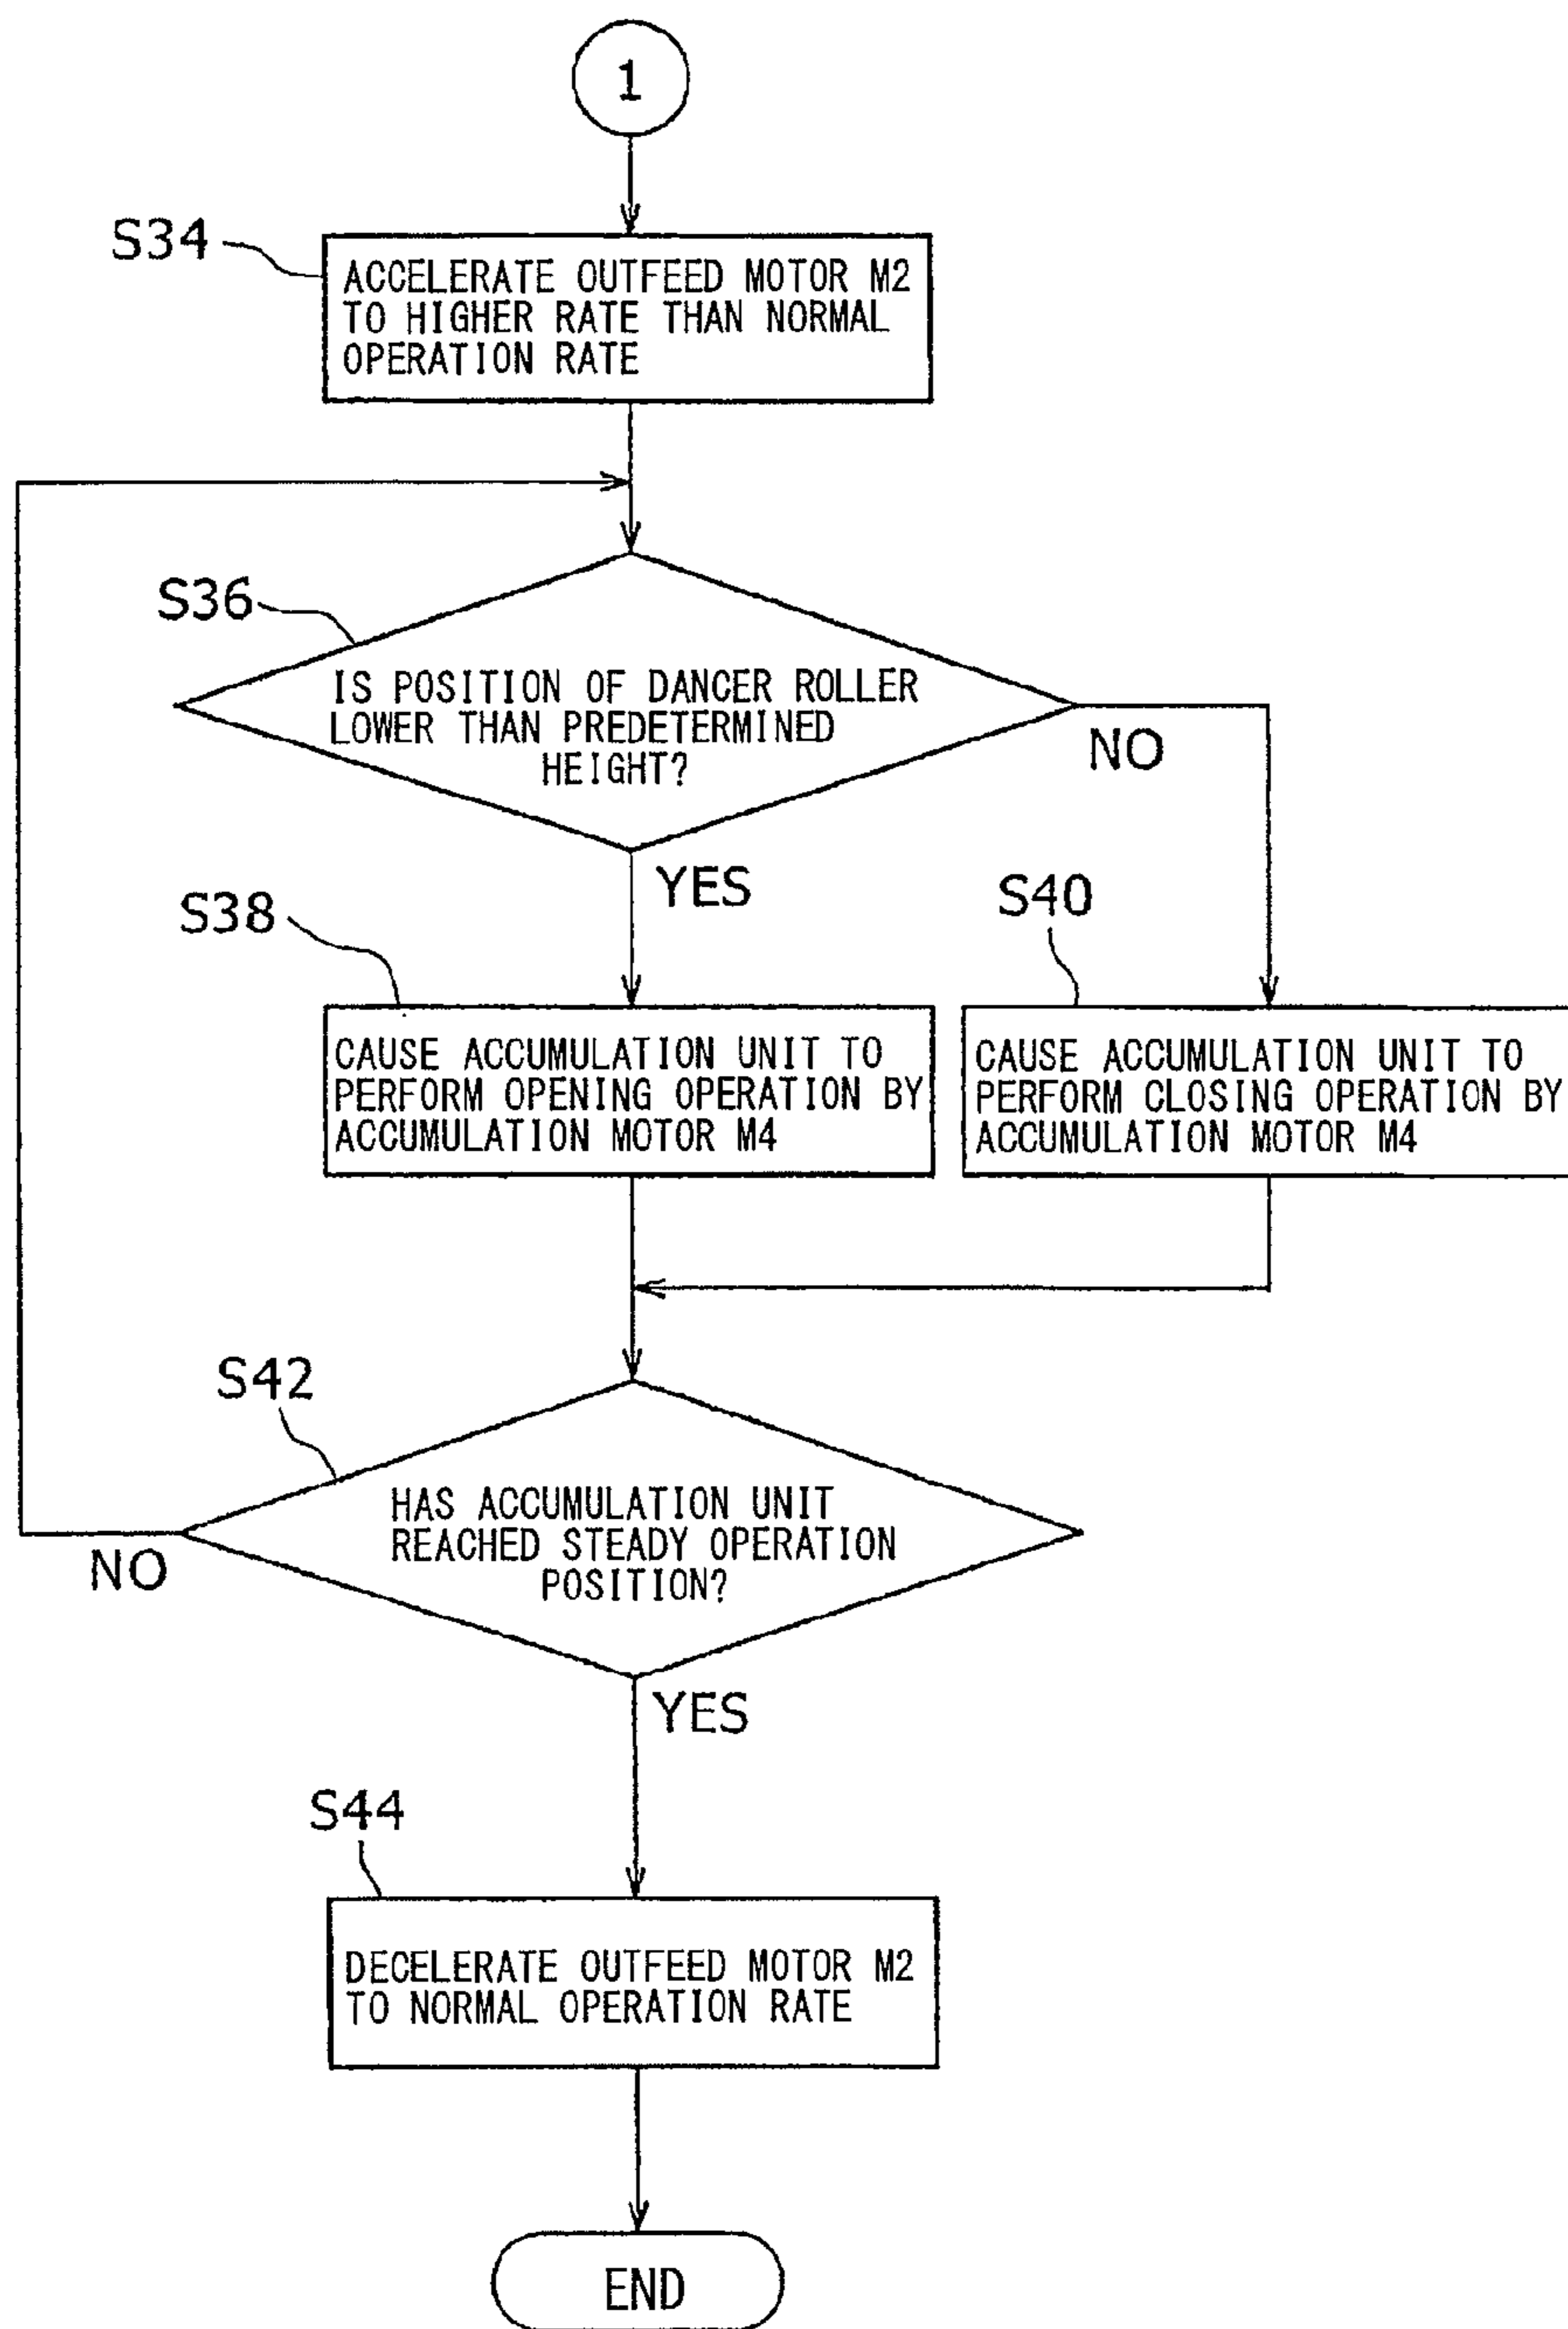 1
S34
ACCELERATE OUTFEED MOTOR M2
TO HIGHER RATE THAN NORMAL
OPERATION RATE
S36
IS POSITION OF DANCER ROLLER
LOWER THAN PREDETERMINED
HEIGHT?
NO
YES
S38
S40
CAUSE ACCUMULATION UNIT TO
PERFORM OPENING OPERATION BY
ACCUMULATION MOTOR M4
CAUSE ACCUMULATION UNIT TO
PERFORM CLOSING OPERATION BY
ACCUMULATION MOTOR M4
S42
HAS ACCUMULATION UNIT
REACHED STEADY OPERATION
POSITION?
NO
YES
S44
DECELERATE OUTFEED MOTOR M2
TO NORMAL OPERATION RATE
END